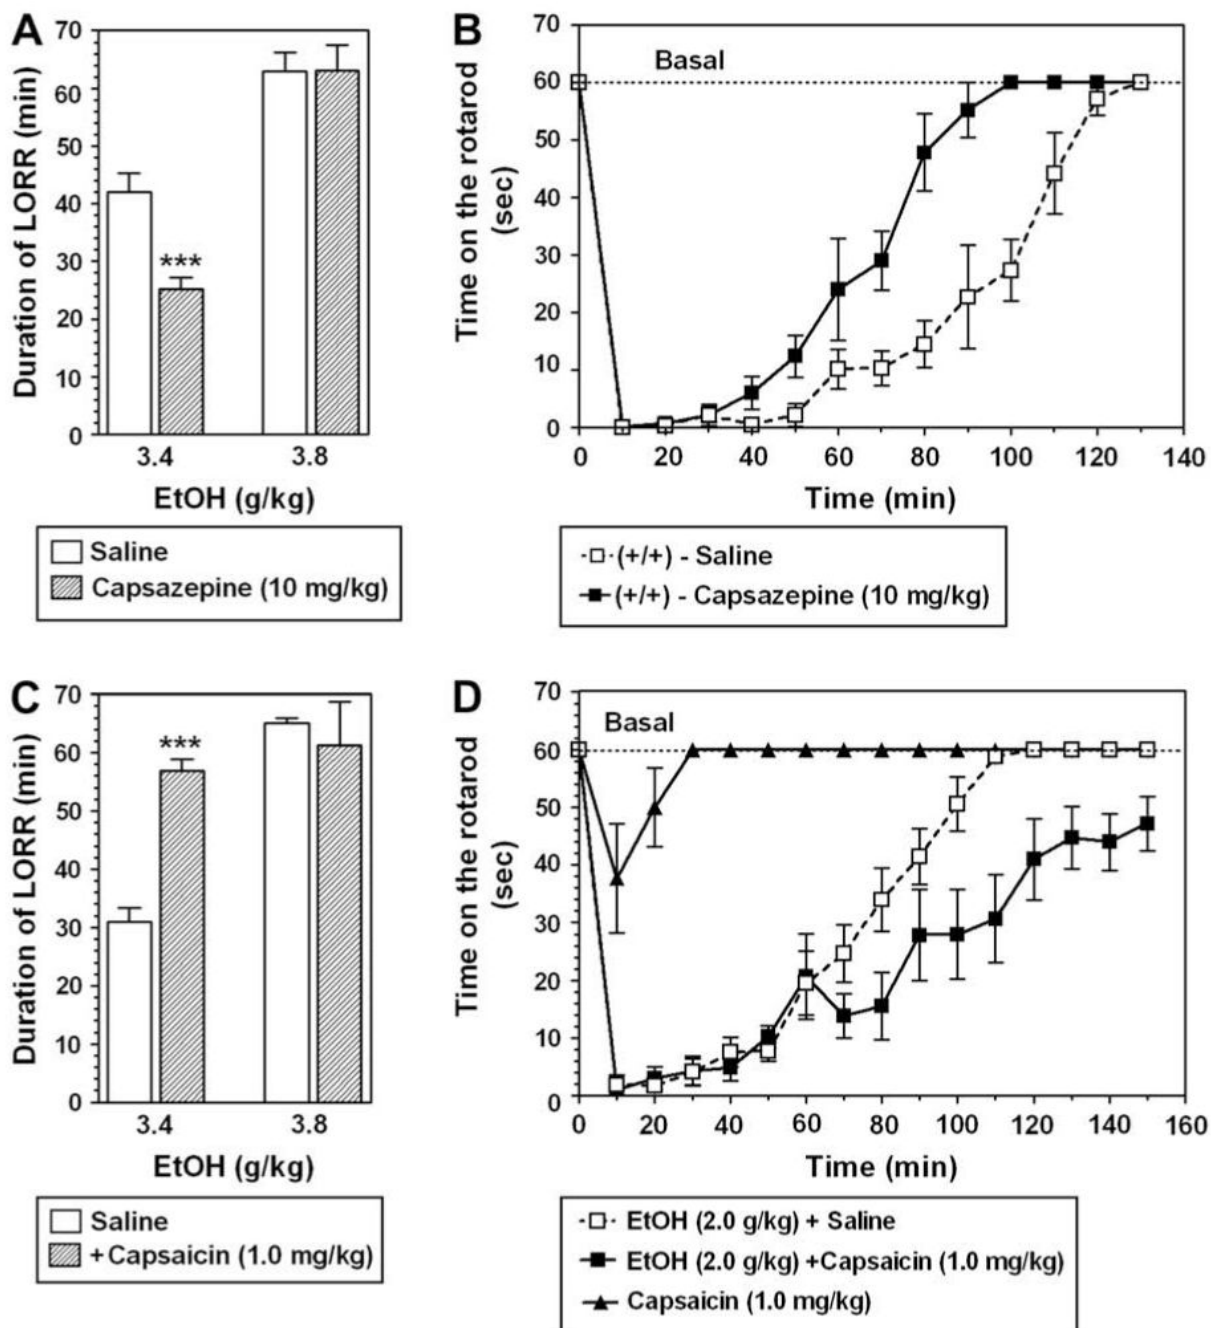 A
Duration of LORR (min)
70
60
50
40
30
20
10
0
***
3.4 3.8
EtOH (g/kg)
Saline
Capsazepine (10 mg/kg)
B
Time on the rotarod
(sec)
70
60
50
40
30
20
10
0
Basal
0 20 40 60 80 100 120 140
Time (min)
(+/+) - Saline
(+/+) - Capsazepine (10 mg/kg)
C
Duration of LORR (min)
70
60
50
40
30
20
10
0
***
3.4 3.8
EtOH (g/kg)
Saline
+Capsaicin (1.0 mg/kg)
D
Time on the rotarod
(sec)
70
60
50
40
30
20
10
0
Basal
0 20 40 60 80 100 120 140 160
Time (min)
EtOH (2.0 g/kg) + Saline
EtOH (2.0 g/kg) +Capsaicin (1.0 mg/kg)
Capsaicin (1.0 mg/kg)